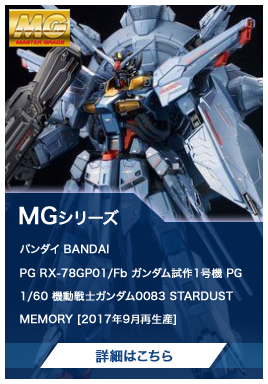 MG
MASTER GRADE
MGシリーズ
バンダイ BANDAI
PG RX-78GP01/Fb ガンダム試作1号機 PG
1/60 機動戦士ガンダム0083 STARDUST
MEMORY [2017年9月再生産]
詳細はこちら